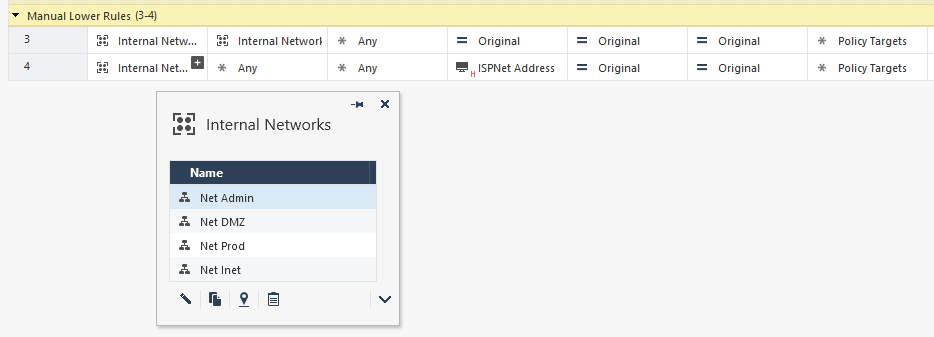 Manual Lower Rules (3-4)
3 Internal Netw... Internal Network * Any = Original = Original = Original * Policy Targets
4 Internal Net... + * Any * Any H ISPNet Address = Original = Original * Policy Targets
Internal Networks
Name
Net Admin
Net DMZ
Net Prod
Net Inet